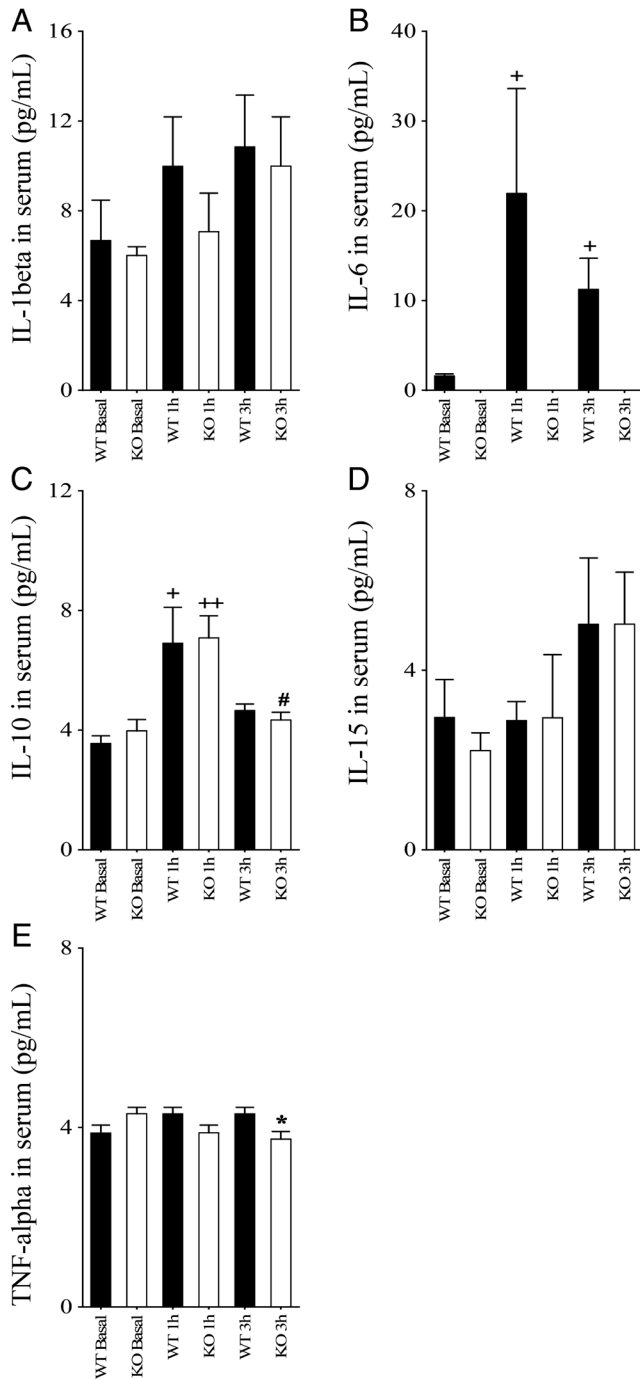 A
IL-1beta in serum (pg/mL)
16
12
8
4
0
WT Basal
KO Basal
WT 1h
KO 1h
WT 3h
KO 3h
B
IL-6 in serum (pg/mL)
40
30
20
10
0
+
+
WT Basal
KO Basal
WT 1h
KO 1h
WT 3h
KO 3h
C
IL-10 in serum (pg/mL)
12
8
4
0
+
++
#
WT Basal
KO Basal
WT 1h
KO 1h
WT 3h
KO 3h
D
IL-15 in serum (pg/mL)
8
4
0
WT Basal
KO Basal
WT 1h
KO 1h
WT 3h
KO 3h
E
TNF-alpha in serum (pg/mL)
8
4
0
*
WT Basal
KO Basal
WT 1h
KO 1h
WT 3h
KO 3h